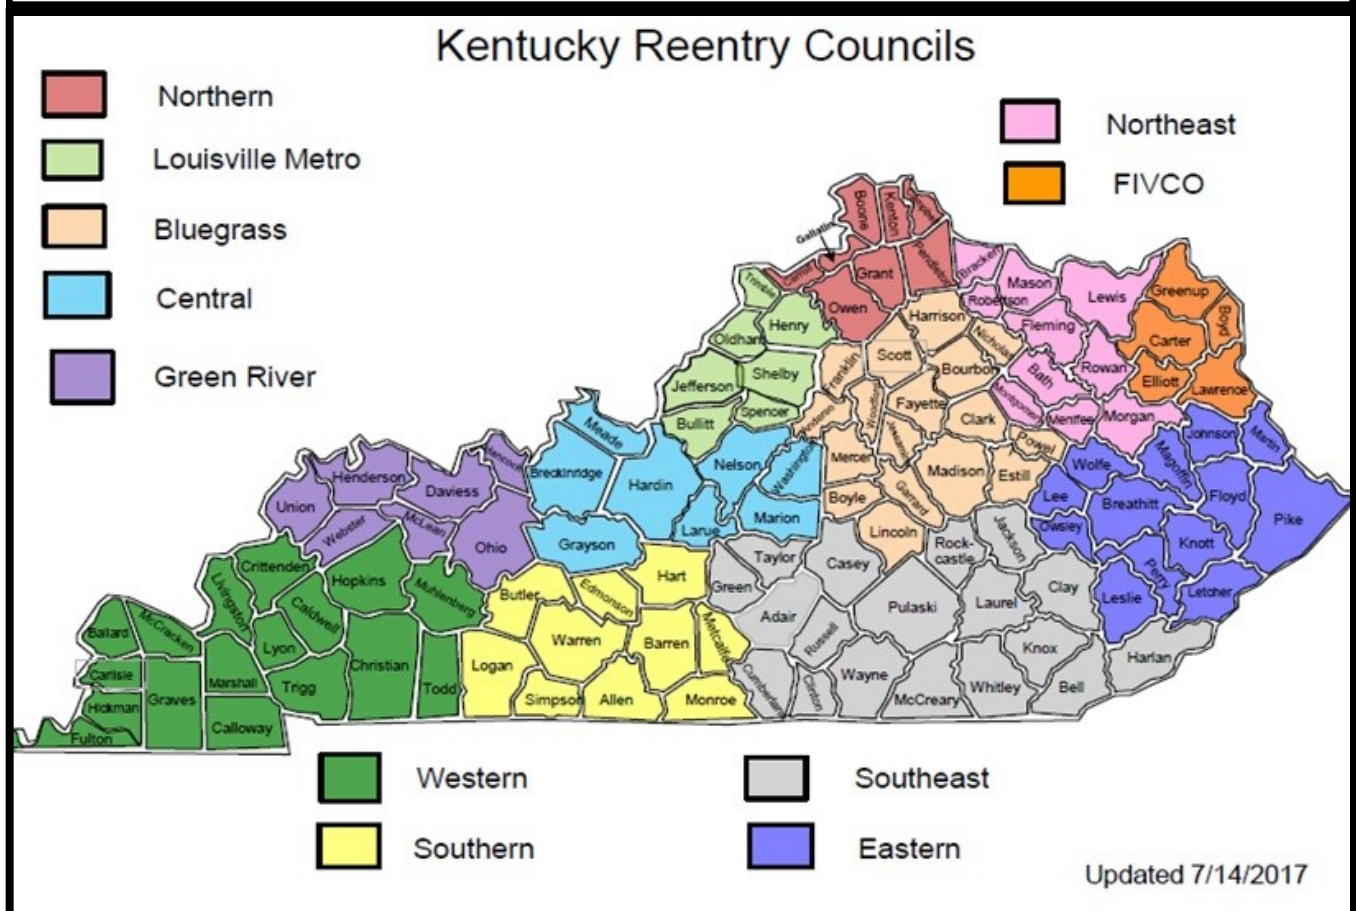 Kentucky Reentry Councils
Northern
Louisville Metro
Bluegrass
Central
Green River
Northeast
FIVCO
Boone
Kenton
Campbell
Gallatin
Carroll
Grant
Pendleton
Owen
Bracken
Mason
Robertson
Lewis
Fleming
Greenup
Boyd
Carter
Elliott
Lawrence
Rowan
Bath
Montgomery
Menifee
Morgan
Trimble
Henry
Oldham
Jefferson
Shelby
Spencer
Bullitt
Harrison
Nicholas
Scott
Franklin
Bourbon
Woodford
Fayette
Anderson
Clark
Jessamine
Powel
Mercer
Madison
Estill
Garrard
Boyle
Lincoln
Meade
Breckinridge
Hardin
Nelson
Washington
Larue
Marion
Grayson
Hancock
Henderson
Daviess
Union
Webster
McLean
Ohio
Johnson
Martin
Magoffin
Wolfe
Floyd
Pike
Lee
Breathitt
Owsley
Knott
Perry
Letcher
Leslie
Crittenden
Livingston
Hopkins
Caldwell
Muhlenberg
Ballard
McCracken
Lyon
Christian
Todd
Trigg
Carlisle
Graves
Marshall
Hickman
Calloway
Fulton
Butler
Edmonson
Hart
Warren
Barren
Metcalfe
Logan
Simpson
Allen
Monroe
Taylor
Green
Casey
Rock-
castle
Jackson
Adair
Russell
Pulaski
Laurel
Clay
Knox
Cumberland
Clinton
Wayne
McCreary
Whitley
Bell
Harlan
Western
Southern
Southeast
Eastern
Updated 7/14/2017